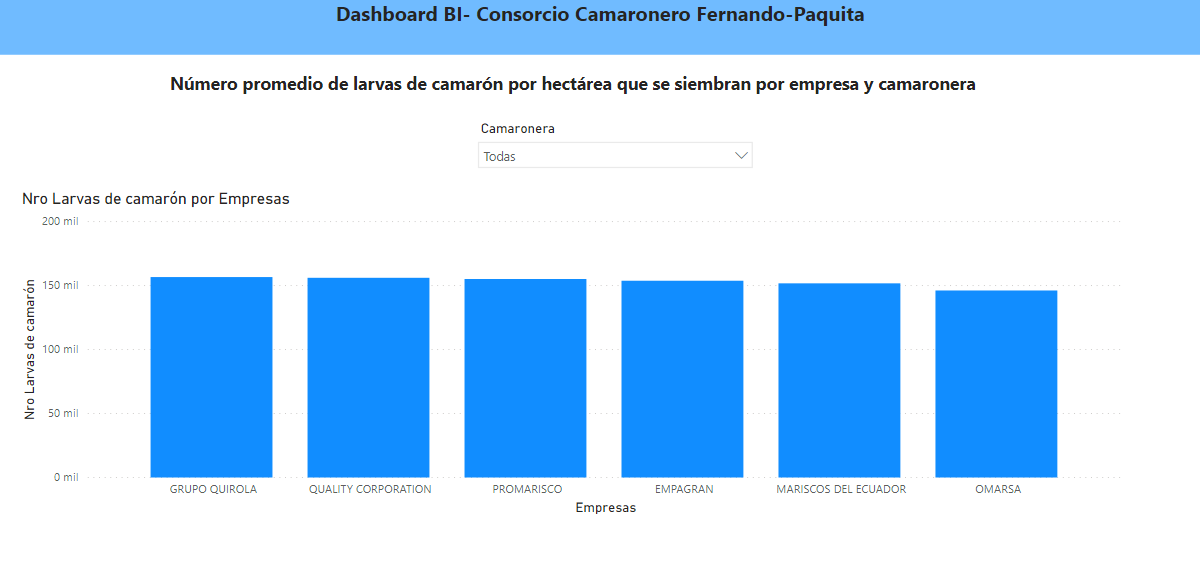 Dashboard BI- Consorcio Camaronero Fernando-Paquita
Número promedio de larvas de camarón por hectárea que se siembran por empresa y camaronera
Camaronera
Todas
Nro Larvas de camarón por Empresas
Nro Larvas de camarón
200 mil
150 mil
100 mil
50 mil
0 mil
GRUPO QUIROLA QUALITY CORPORATION PROMARISCO EMPAGRAN MARISCOS DEL ECUADOR OMARSA
Empresas